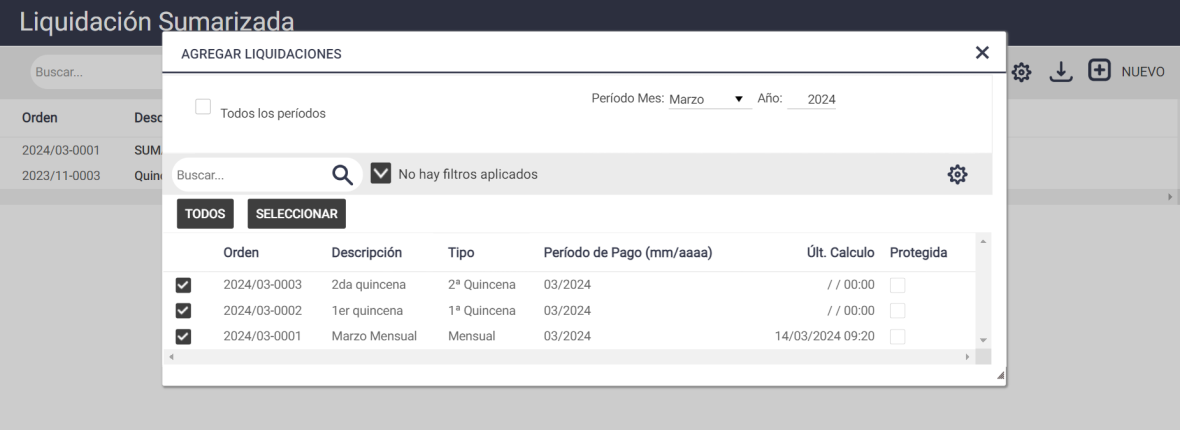 Liquidación Sumarizada
AGREGAR LIQUIDACIONES
Buscar...
NUEVO
Todos los períodos
Período Mes: Marzo Año: 2024
Orden Desc
2024/03-0001 SUM
2023/11-0003 Quin
Buscar... No hay filtros aplicados
TODOS SELECCIONAR
Orden Descripción Tipo Período de Pago (mm/aaaa) Últ. Calculo Protegida
2024/03-0003 2da quincena 2ª Quincena 03/2024 / / 00:00
2024/03-0002 1er quincena 1ª Quincena 03/2024 / / 00:00
2024/03-0001 Marzo Mensual Mensual 03/2024 14/03/2024 09:20